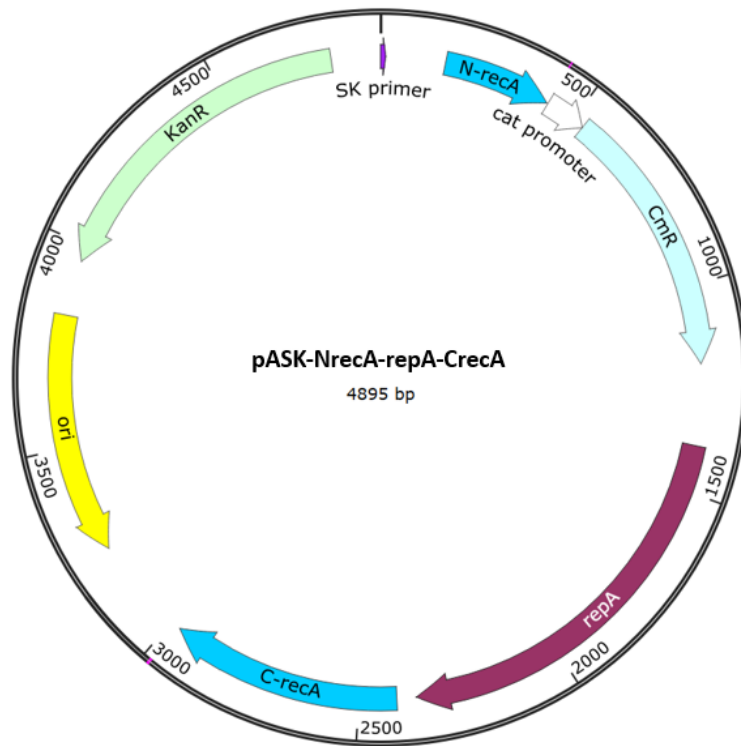 SK primer
N-recA
500
cat promoter
CmR
1000
1500
repA
2000
2500
C-recA
3000
3500
ori
4000
KanR
4500
pASK-NrecA-repA-CrecA
4895 bp